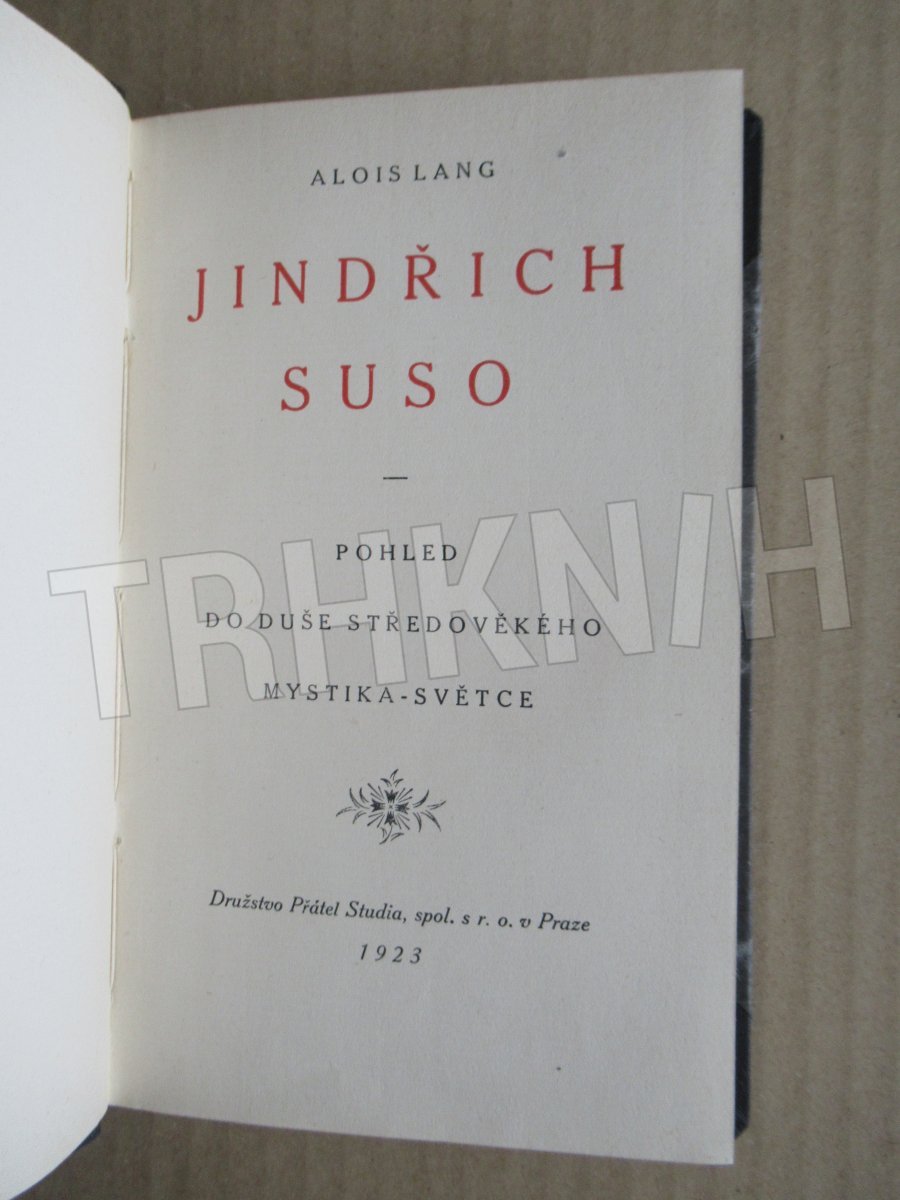 ALOIS LANG
JINDŘICH
SUSO
—
POHLED
DO DUŠE STŘEDOVĚKÉHO
MYSTIKA-SVĚTCE
Družstvo Přátel Studia, spol. s r. o. v Praze
1923
TRHKNIH